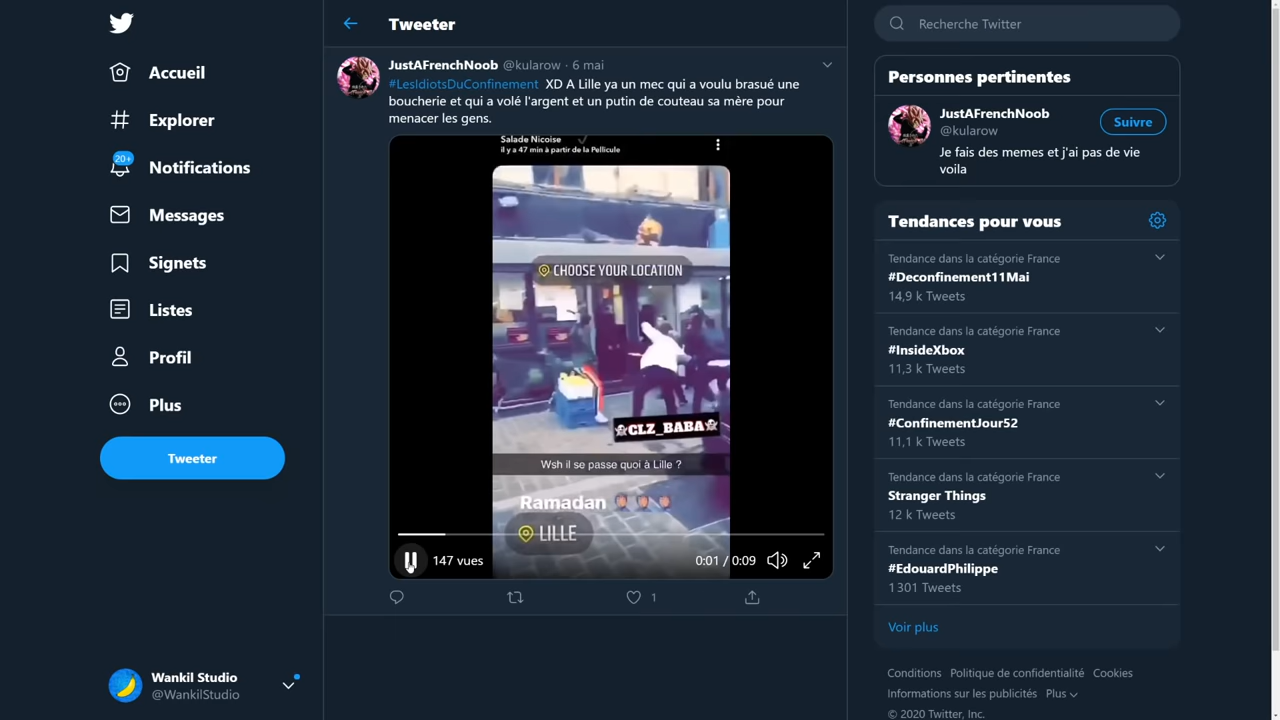 Accueil
Explorer
20+
Notifications
Messages
Signets
Listes
Profil
Plus
Tweeter
Wankil Studio
@WankilStudio
Tweeter
JustAFrenchNoob @kularow · 6 mai
#LesIdiotsDuConfinement XD A Lille ya un mec qui a voulu brasué une
boucherie et qui a volé l'argent et un putin de couteau sa mère pour
menacer les gens.
Salade Nicoise
il y a 47 min à partir de la Pellicule
CHOOSE YOUR LOCATION
CLZ_BABA
Wsh il se passe quoi à Lille ?
Ramadan
LILLE
147 vues
0:01 / 0:09
1
Recherche Twitter
Personnes pertinentes
JustAFrenchNoob
@kularow
Suivre
Je fais des memes et j'ai pas de vie
voila
Tendances pour vous
Tendance dans la catégorie France
#Deconfinement11Mai
14,9 k Tweets
Tendance dans la catégorie France
#InsideXbox
11,3 k Tweets
Tendance dans la catégorie France
#ConfinementJour52
11,1 k Tweets
Tendance dans la catégorie France
Stranger Things
12 k Tweets
Tendance dans la catégorie France
#EdouardPhilippe
1 301 Tweets
Voir plus
Conditions Politique de confidentialité Cookies
Informations sur les publicités Plus
© 2020 Twitter, Inc.